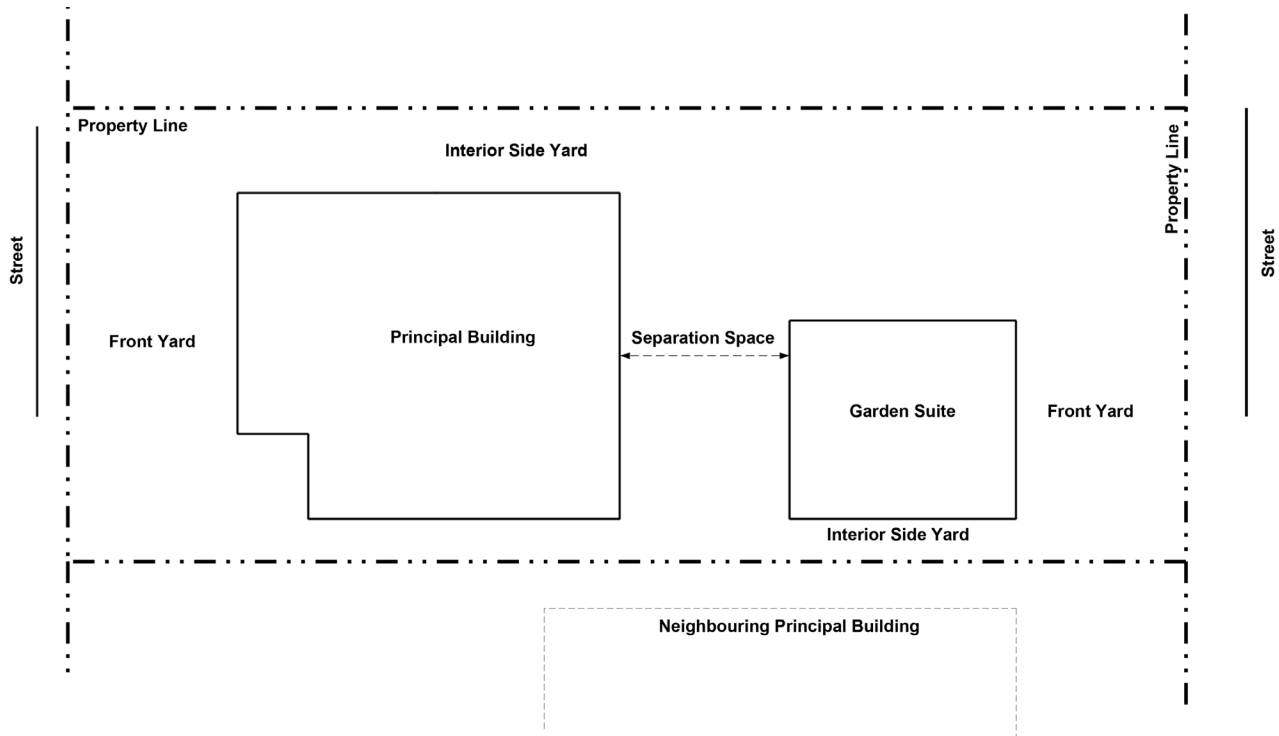 Property Line
Interior Side Yard
Property Line
Street
Street
Front Yard
Principal Building
Separation Space
Garden Suite
Front Yard
Interior Side Yard
Neighbouring Principal Building